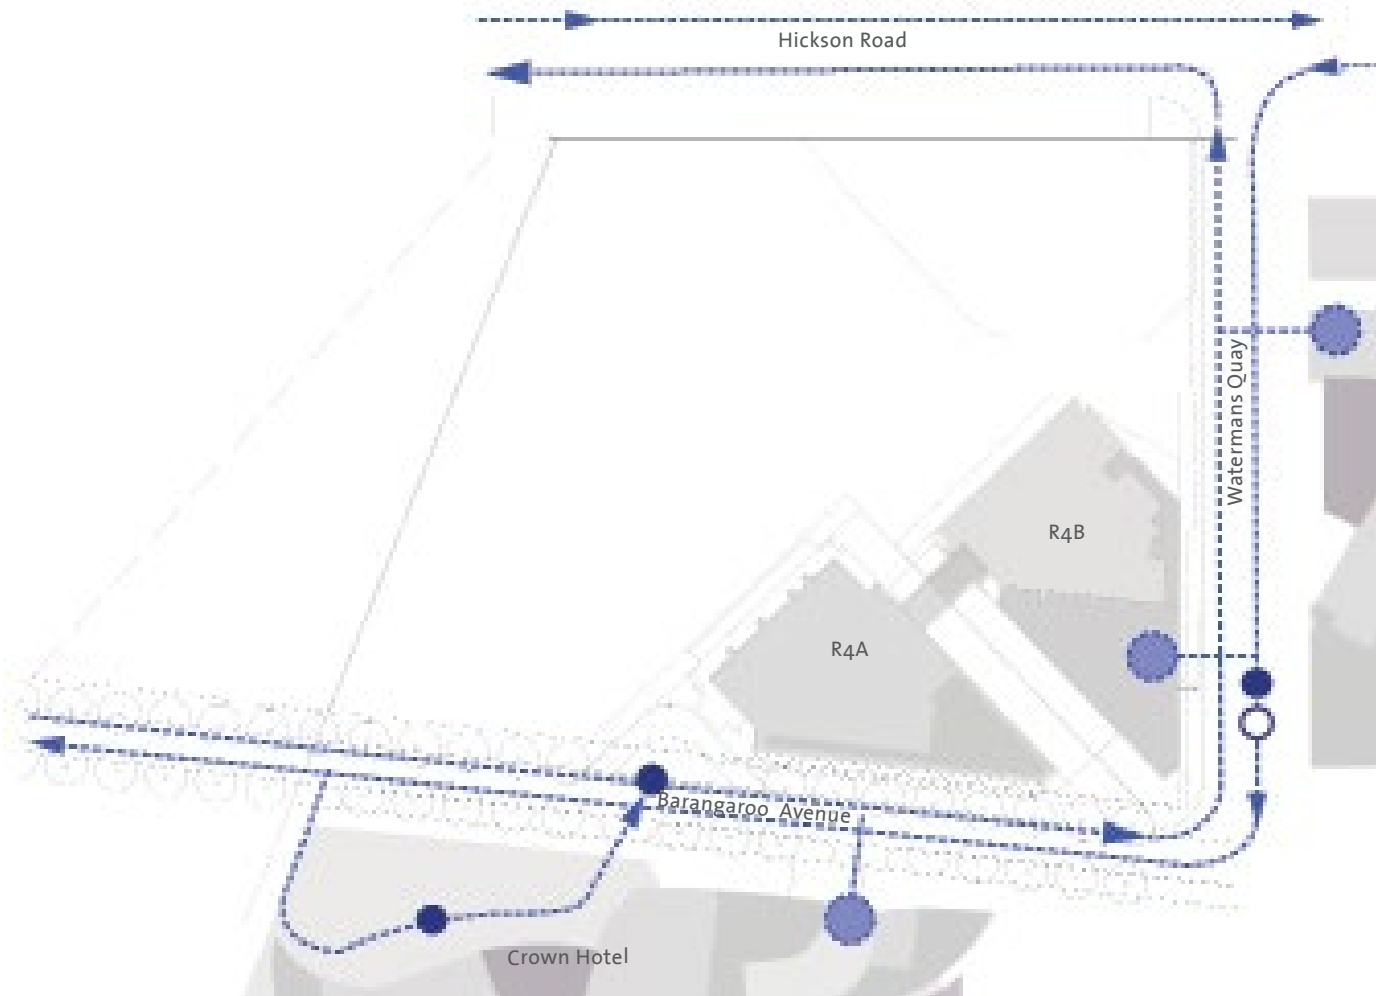 Hickson Road
Watermans Quay
R4B
R4A
Barangaroo Avenue
Crown Hotel